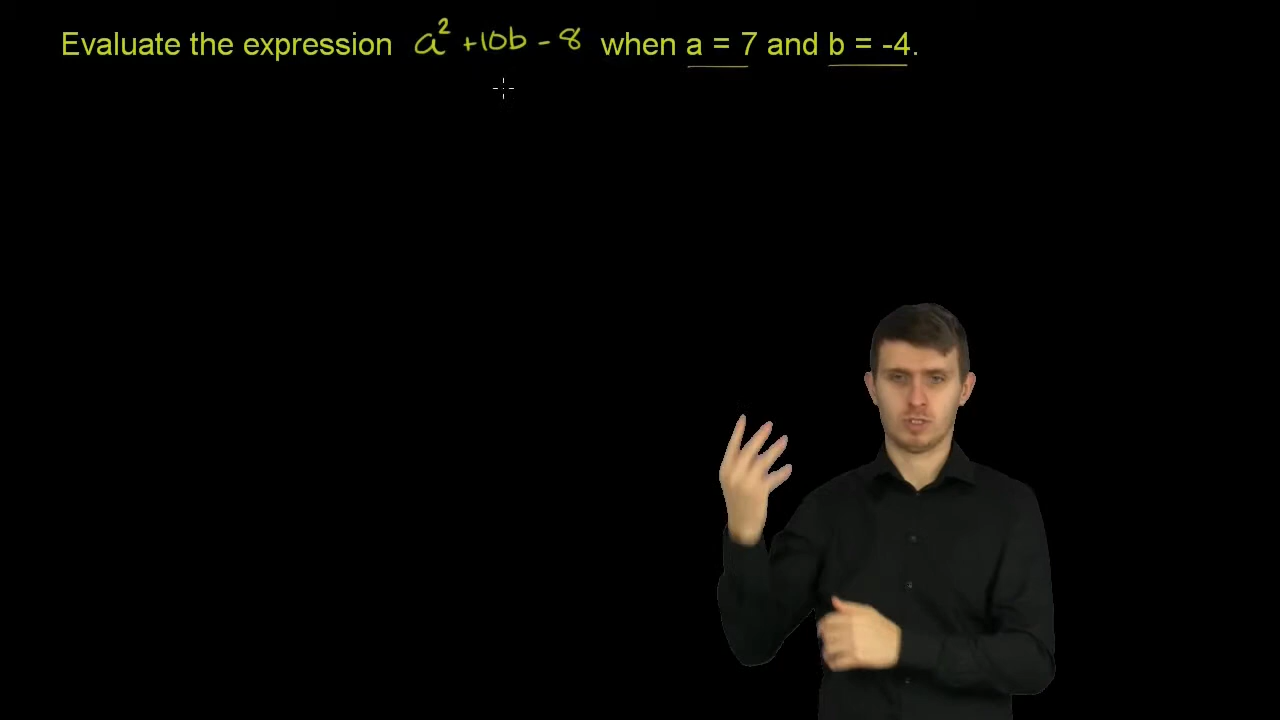 Evaluate the expression a² +10b - 8 when a = 7 and b = -4.